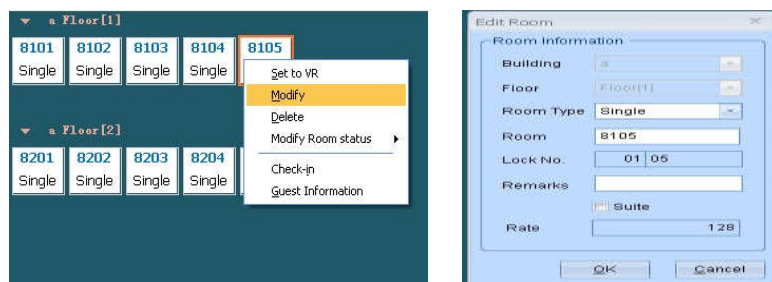 a Floor[1]
8101 8102 8103 8104 8105
Single Single Single Single
Set to VR
Modify
Delete
Modify Room status
Check-in
Guest Information
a Floor[2]
8201 8202 8203 8204
Single Single Single Single
Edit Room
Room Information
Building a
Floor Floor[1]
Room Type Single
Room 8105
Lock No. 01 05
Remarks
Suite
Rate 128
OK Cancel